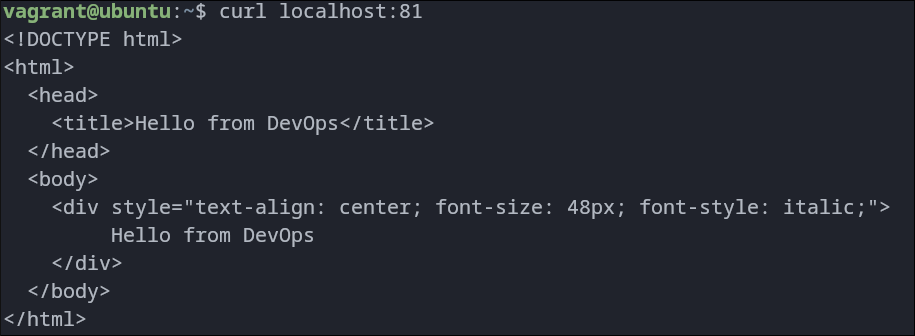 vagrant@ubuntu:~$ curl localhost:81
<!DOCTYPE html>
<html>
  <head>
    <title>Hello from DevOps</title>
  </head>
  <body>
    <div style="text-align: center; font-size: 48px; font-style: italic;">
         Hello from DevOps
    </div>
  </body>
</html>